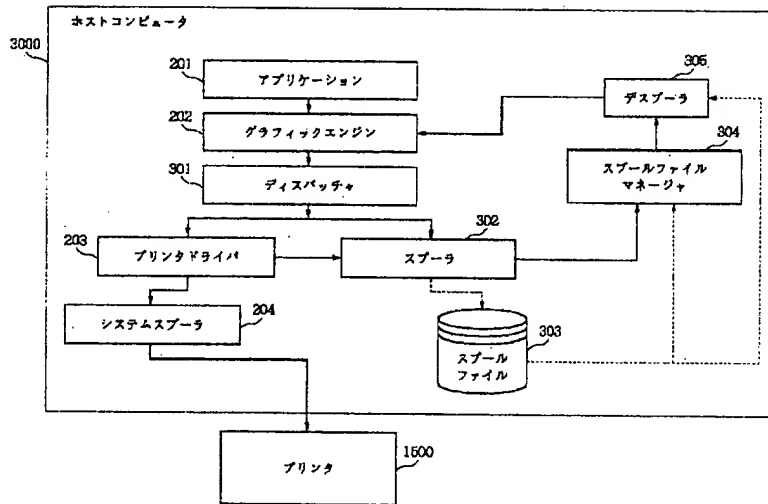 ホストコンピュータ
3000
201
アプリケーション
202
グラフィックエンジン
301
ディスパッチャ
305
デスプーラ
304
スプールファイル
マネージャ
203
プリンタドライバ
302
スプーラ
204
システムスプーラ
303
スプール
ファイル
プリンタ
1500